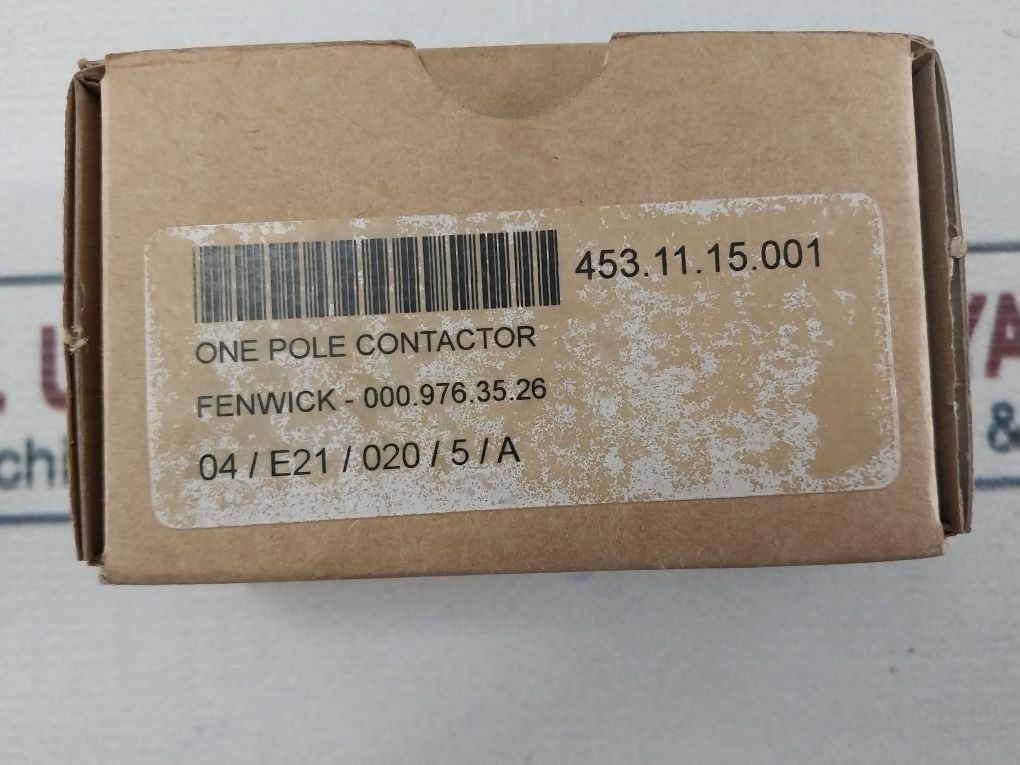 453.11.15.001
ONE POLE CONTACTOR
FENWICK - 000.976.35.26
04 / E21 / 020 / 5 / A
&